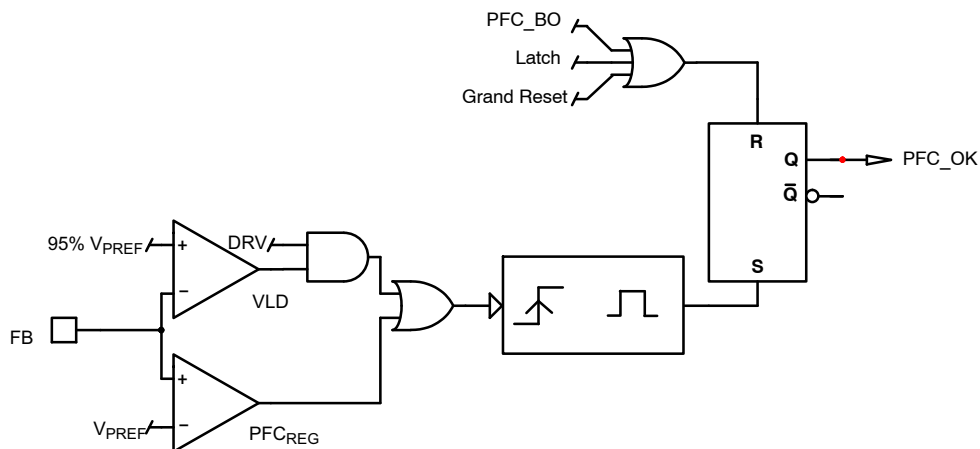 PFC_BO
Latch
Grand Reset
R
Q
PFC_OK
Q̅
S
95% VPREF
+
−
DRV
VLD
FB
+
−
VPREF
PFCREG